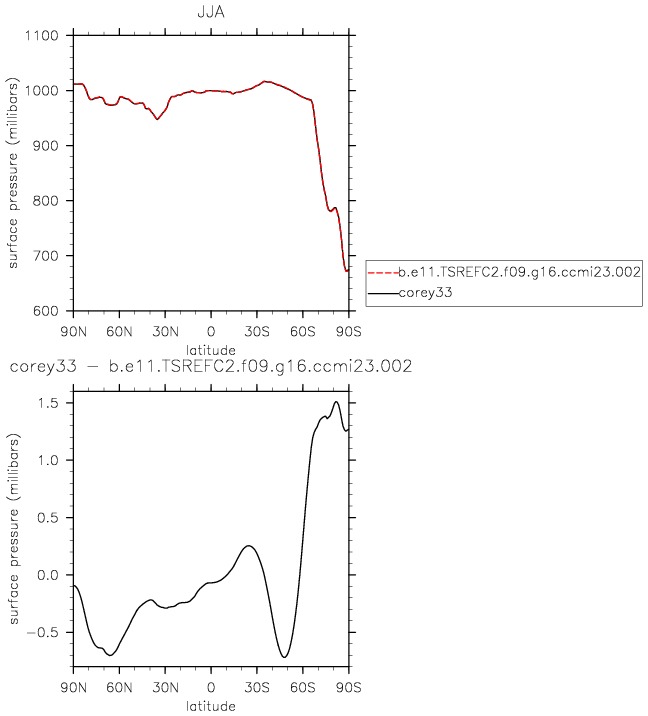 JJA
1100
1000
900
800
700
600
surface pressure (millibars)
90N 60N 30N 0 30S 60S 90S
latitude
b.e11.TSREFC2.f09.g16.ccmi23.002
corey33
corey33 - b.e11.TSREFC2.f09.g16.ccmi23.002
1.5
1.0
0.5
0.0
-0.5
surface pressure (millibars)
90N 60N 30N 0 30S 60S 90S
latitude